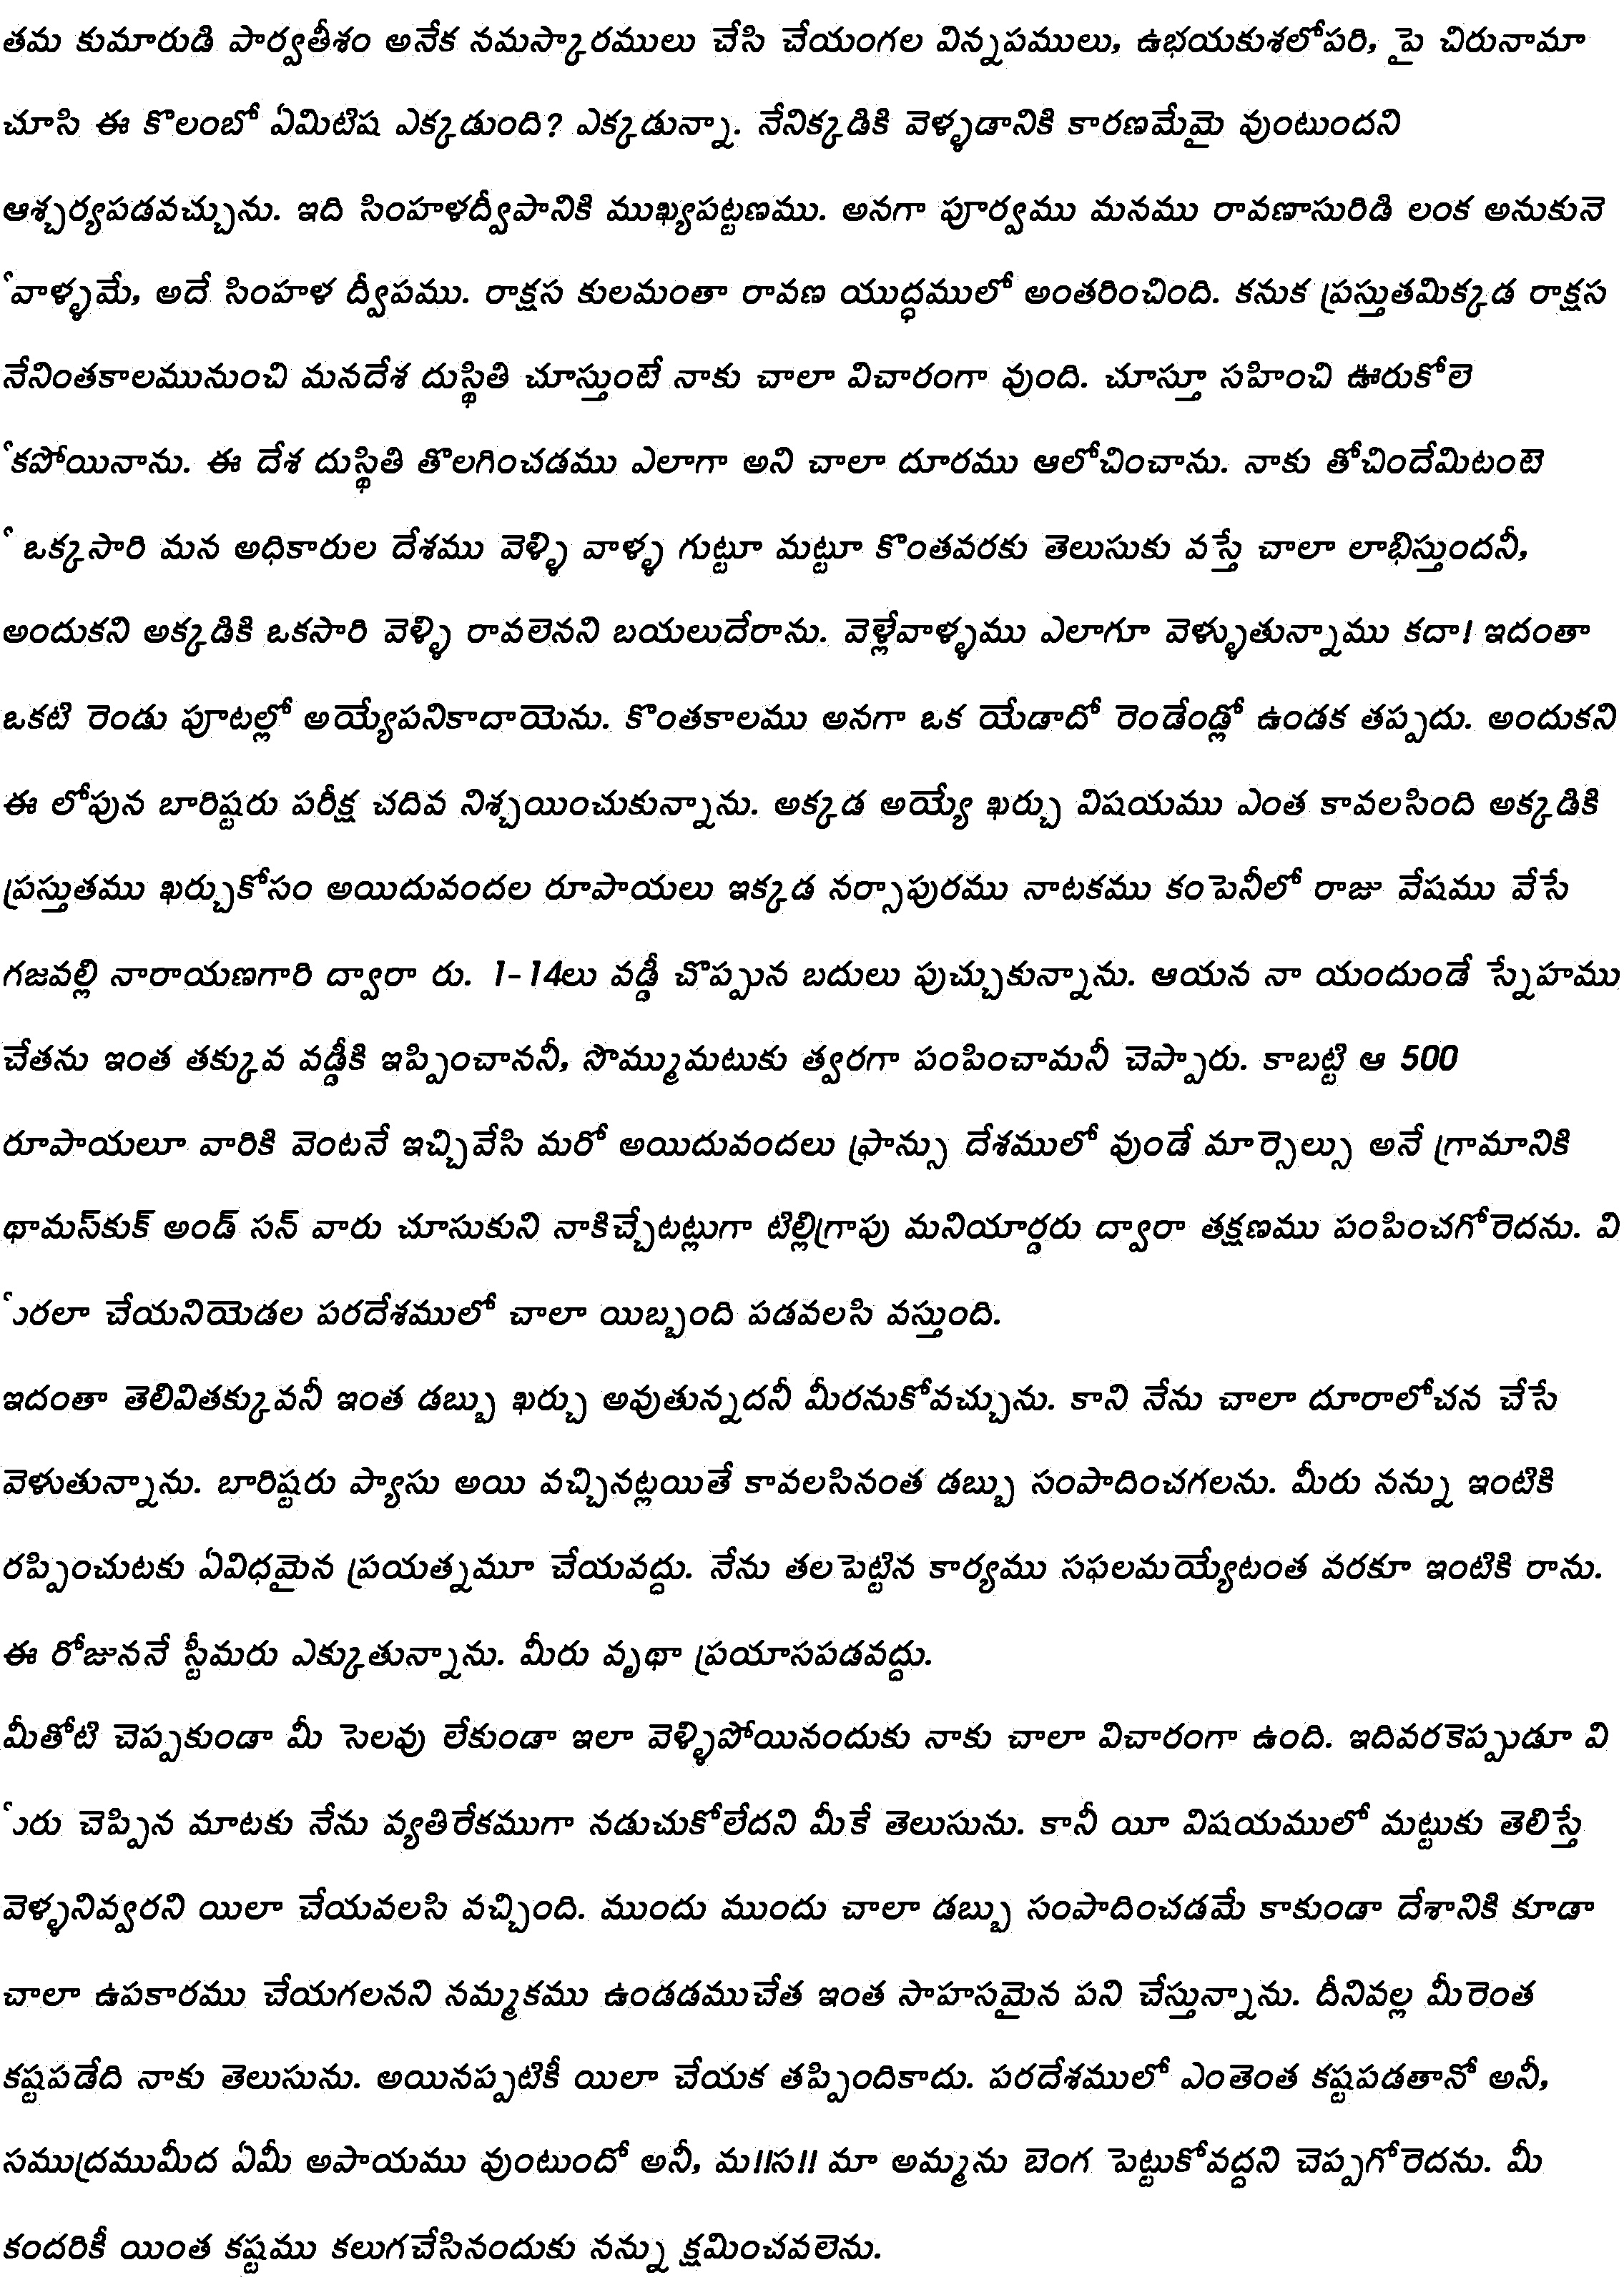 తమ కుమారుడి పార్వతీశం అనేక నమస్కారములు చేసి చేయంగల విన్నపములు, ఉభయకుశలోపరి, పై చిరునామా
చూసి ఈ కొలంబో ఏమిటిష ఎక్కడుంది? ఎక్కడున్నా. నేనిక్కడికి వెళ్ళడానికి కారణమేమై వుంటుందని
ఆశ్చర్యపడవచ్చును. ఇది సింహళద్వీపానికి ముఖ్యపట్టణము. అనగా పూర్వము మనము రావణాసురిడి లంక అనుకునె
ేవాళ్ళమే, అదే సింహళ ద్వీపము. రాక్షస కులమంతా రావణ యుద్ధములో అంతరించింది. కనుక ప్రస్తుతమిక్కడ రాక్షస
నేనింతకాలమునుంచి మనదేశ దుస్థితి చూస్తుంటే నాకు చాలా విచారంగా వుంది. చూస్తూ సహించి ఊరుకోలె
ేకపోయినాను. ఈ దేశ దుస్థితి తొలగించడము ఎలాగా అని చాలా దూరము ఆలోచించాను. నాకు తోచిందేమిటంటె
ే ఒక్కసారి మన అధికారుల దేశము వెళ్ళి వాళ్ళ గుట్టూ మట్టూ కొంతవరకు తెలుసుకు వస్తే చాలా లాభిస్తుందనీ,
అందుకని అక్కడికి ఒకసారి వెళ్ళి రావలెనని బయలుదేరాను. వెళ్లేవాళ్ళము ఎలాగూ వెళ్ళుతున్నాము కదా! ఇదంతా
ఒకటి రెండు పూటల్లో అయ్యేపనికాదాయెను. కొంతకాలము అనగా ఒక యేడాదో రెండేండ్లో ఉండక తప్పదు. అందుకని
ఈ లోపున బారిష్టరు పరీక్ష చదివ నిశ్చయించుకున్నాను. అక్కడ అయ్యే ఖర్చు విషయము ఎంత కావలసింది అక్కడికి
ప్రస్తుతము ఖర్చుకోసం అయిదువందల రూపాయలు ఇక్కడ నర్సాపురము నాటకము కంపెనీలో రాజు వేషము వేసే
గజవల్లి నారాయణగారి ద్వారా రు. 1-14లు వడ్డీ చొప్పున బదులు పుచ్చుకున్నాను. ఆయన నా యందుండే స్నేహము
చేతను ఇంత తక్కువ వడ్డీకి ఇప్పించాననీ, సొమ్ముమటుకు త్వరగా పంపించామనీ చెప్పారు. కాబట్టి ఆ 500
రూపాయలూ వారికి వెంటనే ఇచ్చివేసి మరో అయిదువందలు ఫ్రాన్సు దేశములో వుండే మార్సెల్సు అనే గ్రామానికి
థామస్‌కుక్ అండ్ సన్ వారు చూసుకుని నాకిచ్చేటట్లుగా టిల్లిగ్రాపు మనియార్డరు ద్వారా తక్షణము పంపించగోరెదను. వి
ురలా చేయనియెడల పరదేశములో చాలా యిబ్బంది పడవలసి వస్తుంది.
ఇదంతా తెలివితక్కువనీ ఇంత డబ్బు ఖర్చు అవుతున్నదనీ మీరనుకోవచ్చును. కాని నేను చాలా దూరాలోచన చేసే
వెళుతున్నాను. బారిష్టరు ప్యాసు అయి వచ్చినట్లయితే కావలసినంత డబ్బు సంపాదించగలను. మీరు నన్ను ఇంటికి
రప్పించుటకు ఏవిధమైన ప్రయత్నమూ చేయవద్దు. నేను తలపెట్టిన కార్యము సఫలమయ్యేటంత వరకూ ఇంటికి రాను.
ఈ రోజుననే స్టీమరు ఎక్కుతున్నాను. మీరు వృథా ప్రయాసపడవద్దు.
మీతోటి చెప్పకుండా మీ సెలవు లేకుండా ఇలా వెళ్ళిపోయినందుకు నాకు చాలా విచారంగా ఉంది. ఇదివరకెప్పుడూ వి
ురు చెప్పిన మాటకు నేను వ్యతిరేకముగా నడుచుకోలేదని మీకే తెలుసును. కానీ యీ విషయములో మట్టుకు తెలిస్తే
వెళ్ళనివ్వరని యిలా చేయవలసి వచ్చింది. ముందు ముందు చాలా డబ్బు సంపాదించడమే కాకుండా దేశానికి కూడా
చాలా ఉపకారము చేయగలనని నమ్మకము ఉండడముచేత ఇంత సాహసమైన పని చేస్తున్నాను. దీనివల్ల మీరెంత
కష్టపడేది నాకు తెలుసును. అయినప్పటికీ యిలా చేయక తప్పిందికాదు. పరదేశములో ఎంతెంత కష్టపడతానో అనీ,
సముద్రముమీద ఏమీ అపాయము వుంటుందో అనీ, మ!!స!! మా అమ్మను బెంగ పెట్టుకోవద్దని చెప్పగోరెదను. మీ
కందరికీ యింత కష్టము కలుగచేసినందుకు నన్ను క్షమించవలెను.